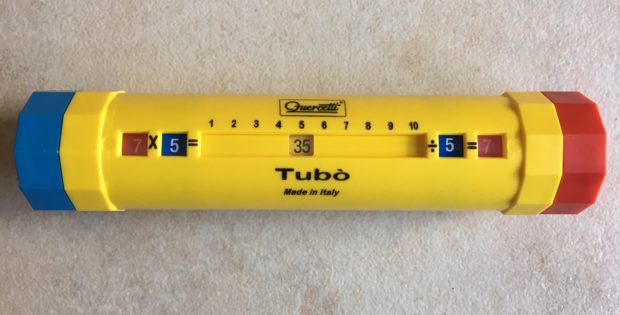 Quercetti
1 2 3 4 5 6 7 8 9 10
7 X 5 = 35 ÷ 5 = 7
Tubò
Made in Italy